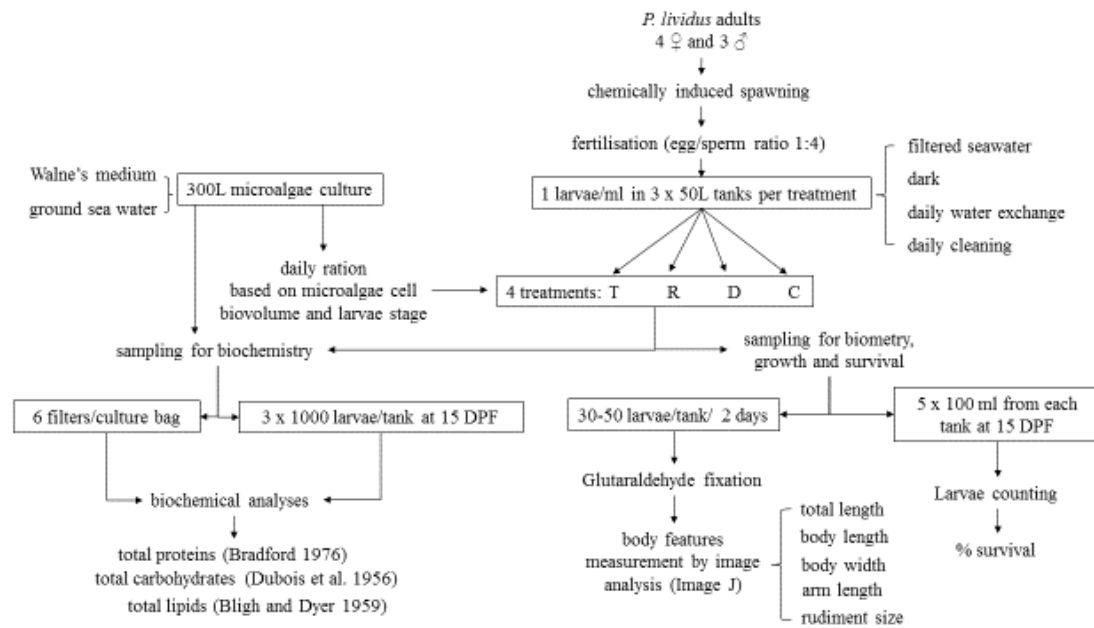 P. lividus adults
4 ♀ and 3 ♂
chemically induced spawning
fertilisation (egg/sperm ratio 1:4)
filtered seawater
dark
daily water exchange
daily cleaning
Walne's medium
ground sea water
300L microalgae culture
1 larvae/ml in 3 x 50L tanks per treatment
daily ration
based on microalgae cell
biovolume and larvae stage
4 treatments: T R D C
sampling for biochemistry
sampling for biometry,
growth and survival
6 filters/culture bag
3 x 1000 larvae/tank at 15 DPF
30-50 larvae/tank/ 2 days
5 x 100 ml from each
tank at 15 DPF
biochemical analyses
total proteins (Bradford 1976)
total carbohydrates (Dubois et al. 1956)
total lipids (Bligh and Dyer 1959)
Glutaraldehyde fixation
body features
measurement by image
analysis (Image J)
total length
body length
body width
arm length
rudiment size
Larvae counting
% survival